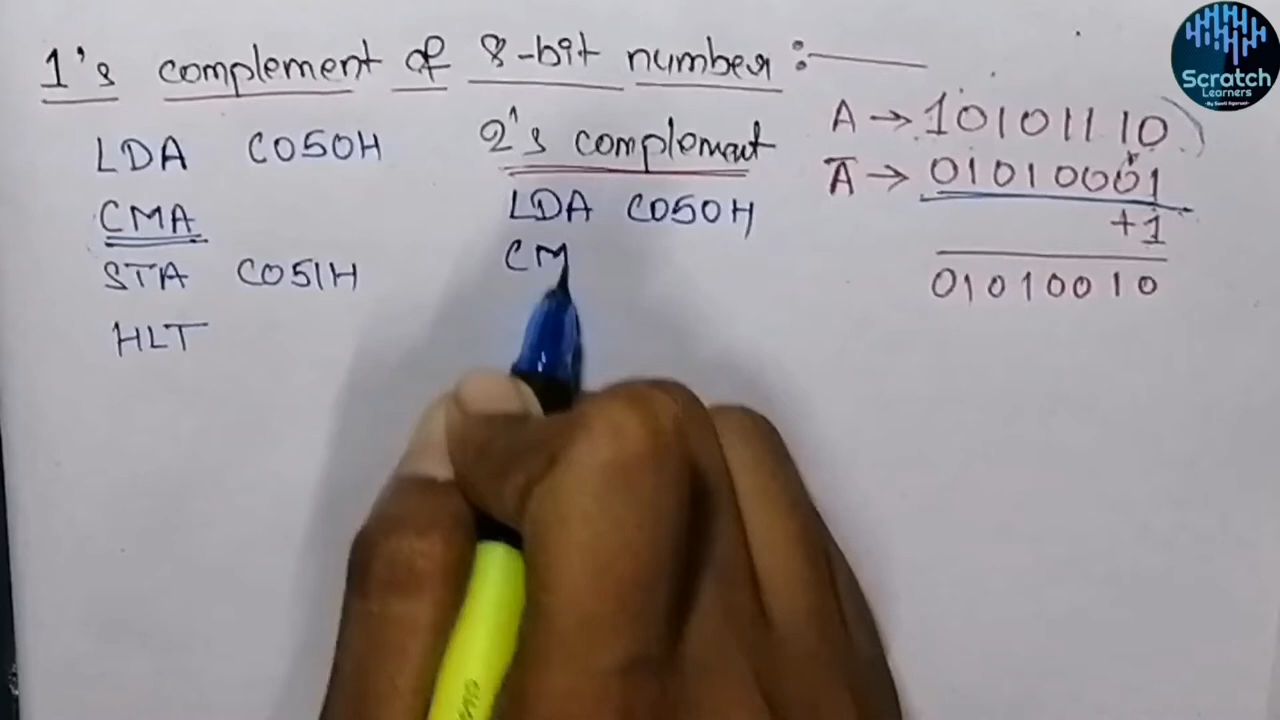 1's complement of 8-bit number :—
LDA C050H
CMA
STA C051H
HLT
2's complement
LDA C050H
CM
A → 10101110
A̅ → 01010001
+1
01010010
Scratch
Learners